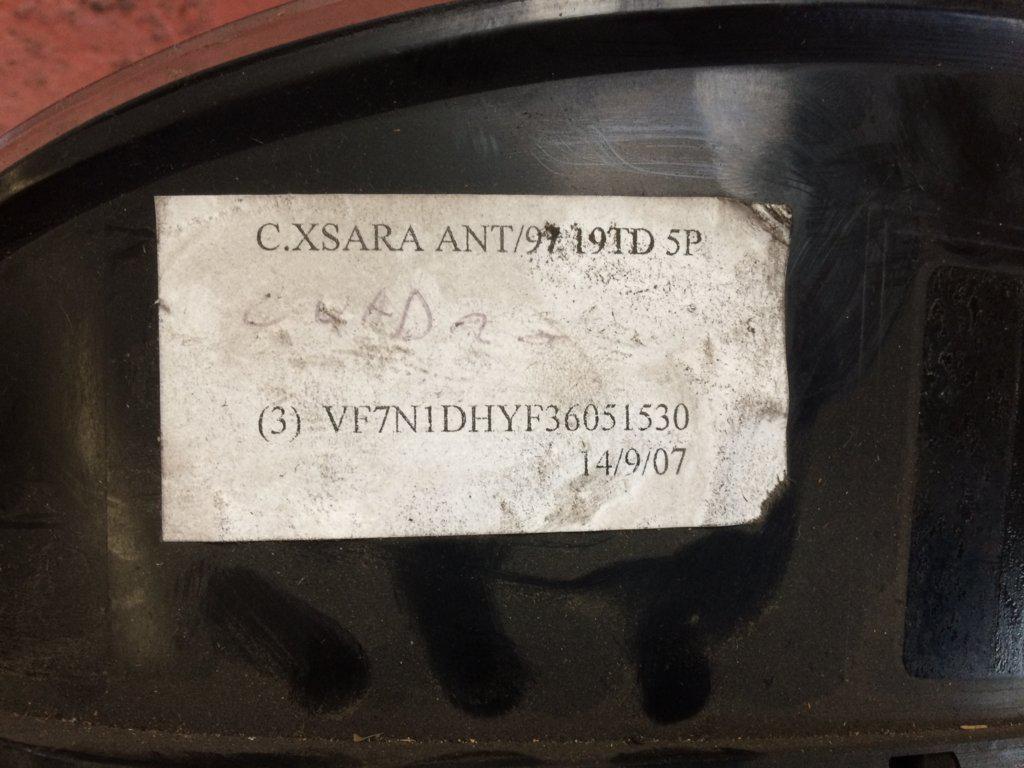 C.XSARA ANT/97 19TD 5P
(3) VF7N1DHYF36051530
14/9/07